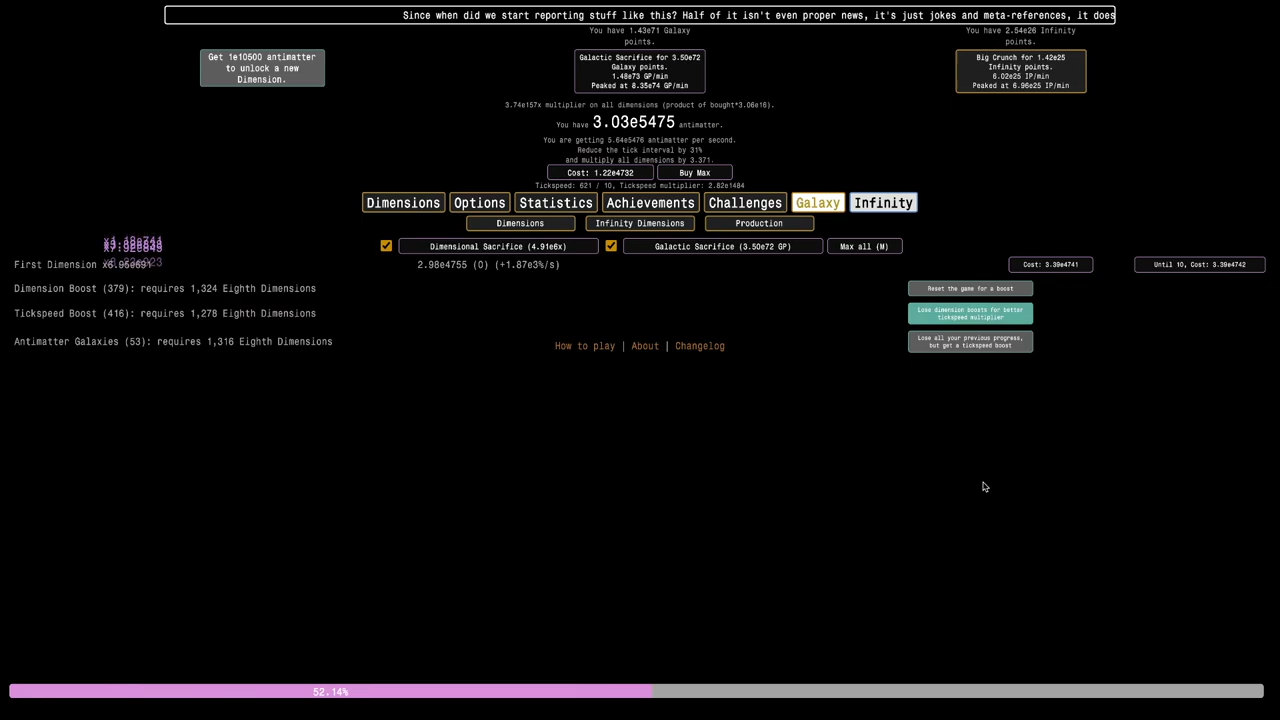 Since when did we start reporting stuff like this? Half of it isn't even proper news, it's just jokes and meta-references, it does
You have 1.43e71 Galaxy
points.
You have 2.54e26 Infinity
points.
Get 1e10500 antimatter
to unlock a new
Dimension.
Galactic Sacrifice for 3.50e72
Galaxy points.
1.48e73 GP/min
Peaked at 8.35e74 GP/min
Big Crunch for 1.42e25
Infinity points.
6.02e25 IP/min
Peaked at 6.96e25 IP/min
3.74e157x multiplier on all dimensions (product of bought*3.06e16).
You have 3.03e5475 antimatter.
You are getting 5.64e5476 antimatter per second.
Reduce the tick interval by 31%
and multiply all dimensions by 3.371.
Cost: 1.22e4732
Buy Max
Tickspeed: 621 / 10, Tickspeed multiplier: 2.82e1484
Dimensions
Options
Statistics
Achievements
Challenges
Galaxy
Infinity
Dimensions
Infinity Dimensions
Production
Dimensional Sacrifice (4.91e6x)
Galactic Sacrifice (3.50e72 GP)
Max all (M)
First Dimension
2.98e4755 (0) (+1.87e3%/s)
Cost: 3.39e4741
Until 10, Cost: 3.39e4742
Dimension Boost (379): requires 1,324 Eighth Dimensions
Reset the game for a boost
Tickspeed Boost (416): requires 1,278 Eighth Dimensions
Lose dimension boosts for better
tickspeed multiplier
Antimatter Galaxies (53): requires 1,316 Eighth Dimensions
Lose all your previous progress,
but get a tickspeed boost
How to play | About | Changelog
52.14%